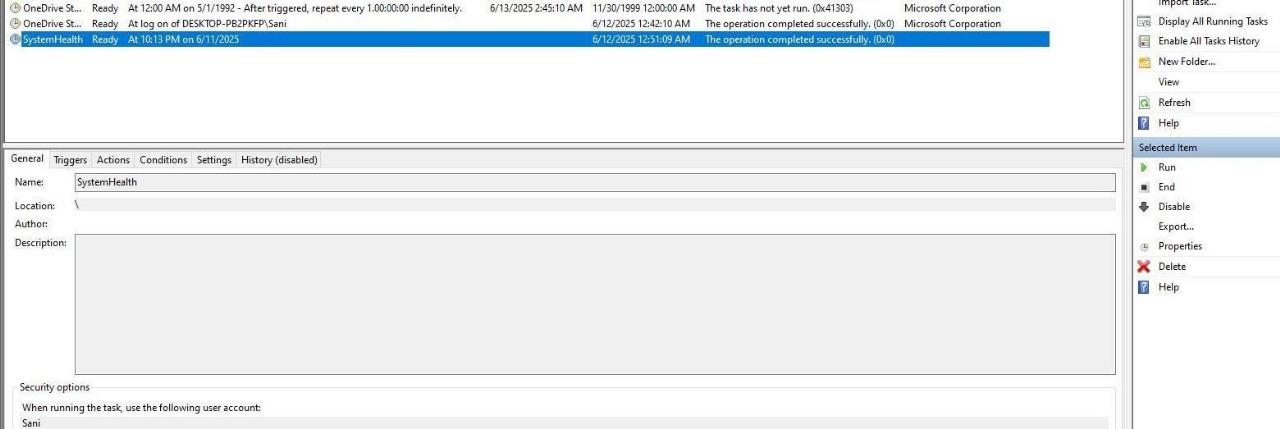 OneDrive St... Ready At 12:00 AM on 5/1/1992 - After triggered, repeat every 1.00:00:00 indefinitely. 6/13/2025 2:45:10 AM 11/30/1999 12:00:00 AM The task has not yet run. (0x41303) Microsoft Corporation
OneDrive St... Ready At log on of DESKTOP-PB2PKFP\Sani 6/12/2025 12:42:10 AM The operation completed successfully. (0x0) Microsoft Corporation
SystemHealth Ready At 10:13 PM on 6/11/2025 6/12/2025 12:51:09 AM The operation completed successfully. (0x0)
General Triggers Actions Conditions Settings History (disabled)
Name: SystemHealth
Location: \
Author:
Description:
Security options
When running the task, use the following user account:
Sani
Import Task...
Display All Running Tasks
Enable All Tasks History
New Folder...
View
Refresh
Help
Selected Item
Run
End
Disable
Export...
Properties
Delete
Help